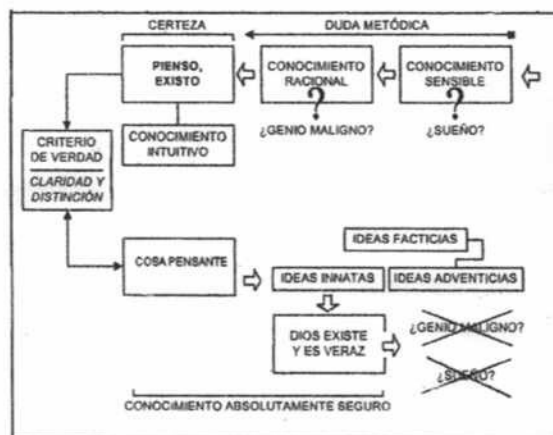 CERTEZA
DUDA METÓDICA
PIENSO,
EXISTO
CONOCIMIENTO
RACIONAL
?
CONOCIMIENTO
SENSIBLE
?
CONOCIMIENTO
INTUITIVO
¿GENIO MALIGNO?
¿SUEÑO?
CRITERIO
DE VERDAD
CLARIDAD Y
DISTINCIÓN
COSA PENSANTE
IDEAS FACTICIAS
IDEAS INNATAS
IDEAS ADVENTICIAS
DIOS EXISTE
Y ES VERAZ
¿GENIO MALIGNO?
¿SUEÑO?
CONOCIMIENTO ABSOLUTAMENTE SEGURO